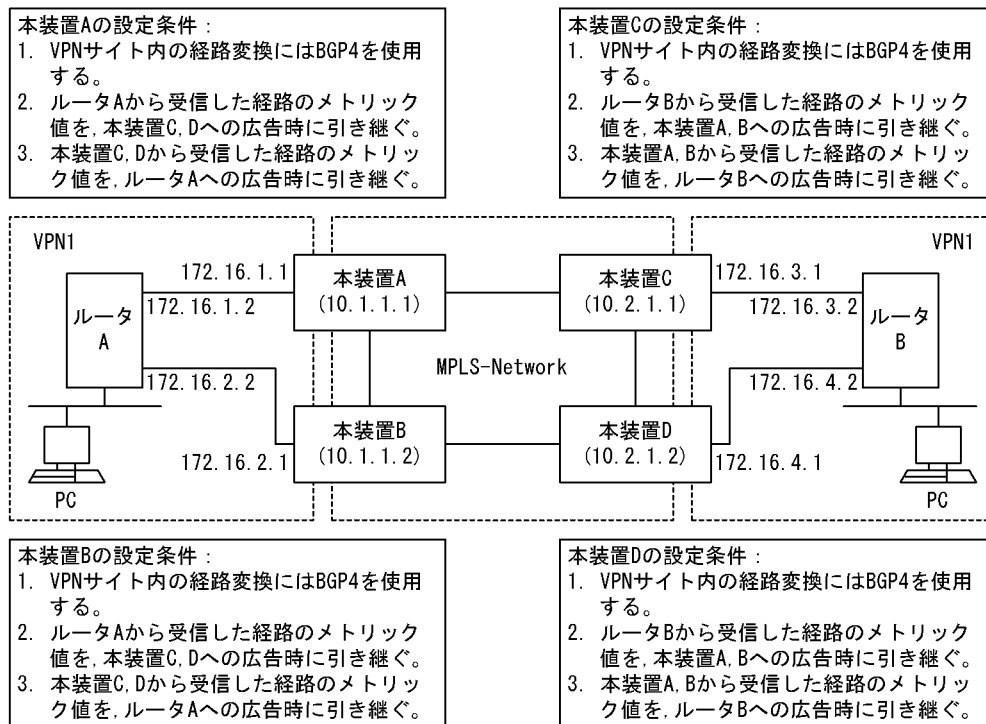 本装置Aの設定条件：
1. VPNサイト内の経路変換にはBGP4を使用
する。
2. ルータAから受信した経路のメトリック
値を,本装置C,Dへの広告時に引き継ぐ。
3. 本装置C,Dから受信した経路のメトリッ
ク値を,ルータAへの広告時に引き継ぐ。
本装置Cの設定条件：
1. VPNサイト内の経路変換にはBGP4を使用
する。
2. ルータBから受信した経路のメトリック
値を,本装置A,Bへの広告時に引き継ぐ。
3. 本装置A,Bから受信した経路のメトリッ
ク値を,ルータBへの広告時に引き継ぐ。
VPN1
VPN1
172.16.1.1
本装置A
(10.1.1.1)
本装置C
(10.2.1.1)
172.16.3.1
ルータ
A
172.16.1.2
172.16.3.2
ルータ
B
MPLS-Network
172.16.2.2
172.16.4.2
本装置B
(10.1.1.2)
本装置D
(10.2.1.2)
172.16.2.1
172.16.4.1
PC
PC
本装置Bの設定条件：
1. VPNサイト内の経路変換にはBGP4を使用
する。
2. ルータAから受信した経路のメトリック
値を,本装置C,Dへの広告時に引き継ぐ。
3. 本装置C,Dから受信した経路のメトリッ
ク値を,ルータAへの広告時に引き継ぐ。
本装置Dの設定条件：
1. VPNサイト内の経路変換にはBGP4を使用
する。
2. ルータBから受信した経路のメトリック
値を,本装置A,Bへの広告時に引き継ぐ。
3. 本装置A,Bから受信した経路のメトリッ
ク値を,ルータBへの広告時に引き継ぐ。